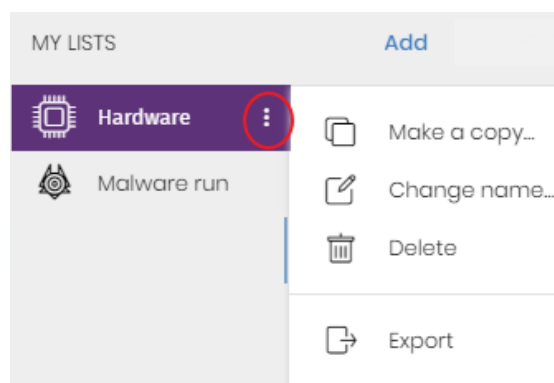 MY LISTS Add
Hardware
Malware run
Make a copy...
Change name...
Delete
Export